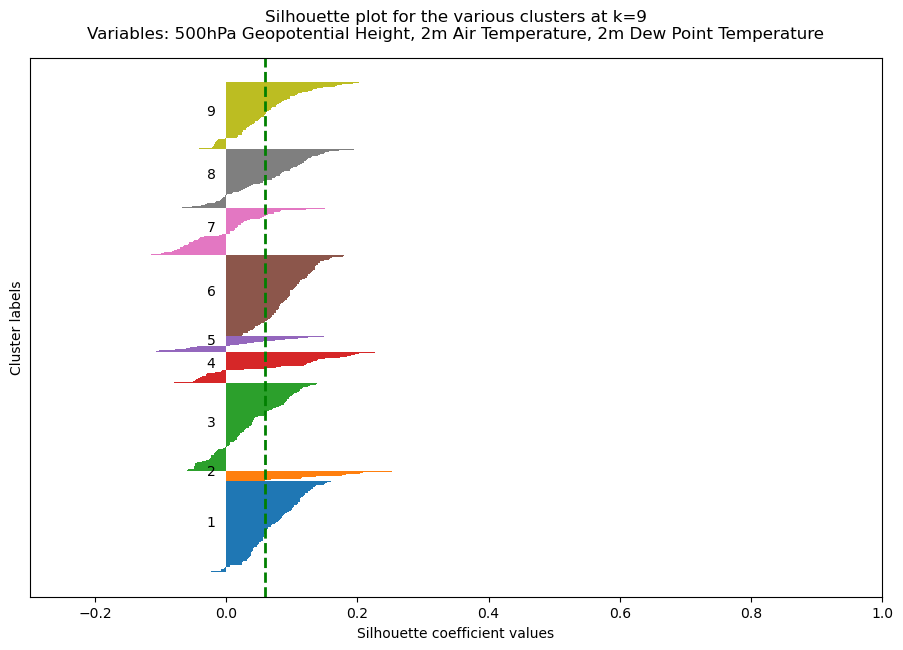 Silhouette plot for the various clusters at k=9
Variables: 500hPa Geopotential Height, 2m Air Temperature, 2m Dew Point Temperature
Cluster labels
9
8
7
6
5
4
3
2
1
−0.2 0.0 0.2 0.4 0.6 0.8 1.0
Silhouette coefficient values